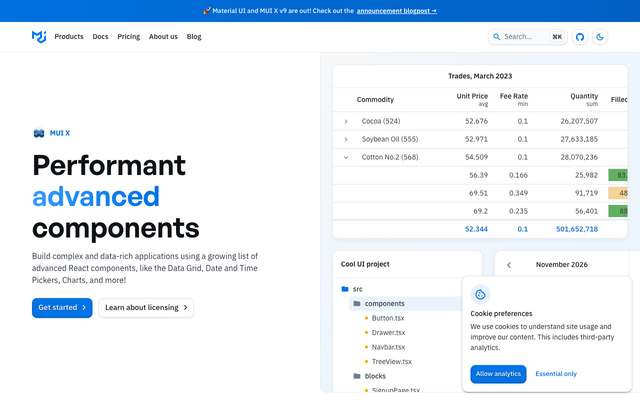 🚀 Material UI and MUI X v9 are out! Check out the announcement blogpost →
Products Docs Pricing About us Blog
Search... ⌘K
MUI X
Performant
advanced
components
Build complex and data-rich applications using a growing list of
advanced React components, like the Data Grid, Date and Time
Pickers, Charts, and more!
Get started Learn about licensing
Trades, March 2023
Commodity Unit Price Fee Rate Quantity Filled
avg min sum
Cocoa (524) 52.676 0.1 26,207,507
Soybean Oil (555) 52.971 0.1 27,633,185
Cotton No.2 (568) 54.509 0.1 28,070,236
56.39 0.166 25,982
69.51 0.349 91,719 48
69.2 0.235 56,401
52.344 0.1 501,652,718
Cool UI project
src
components
Button.tsx
Drawer.tsx
Navbar.tsx
TreeView.tsx
blocks
SignupPage.tsx
November 2026
Cookie preferences
We use cookies to understand site usage and
improve our content. This includes third-party
analytics.
Allow analytics Essential only